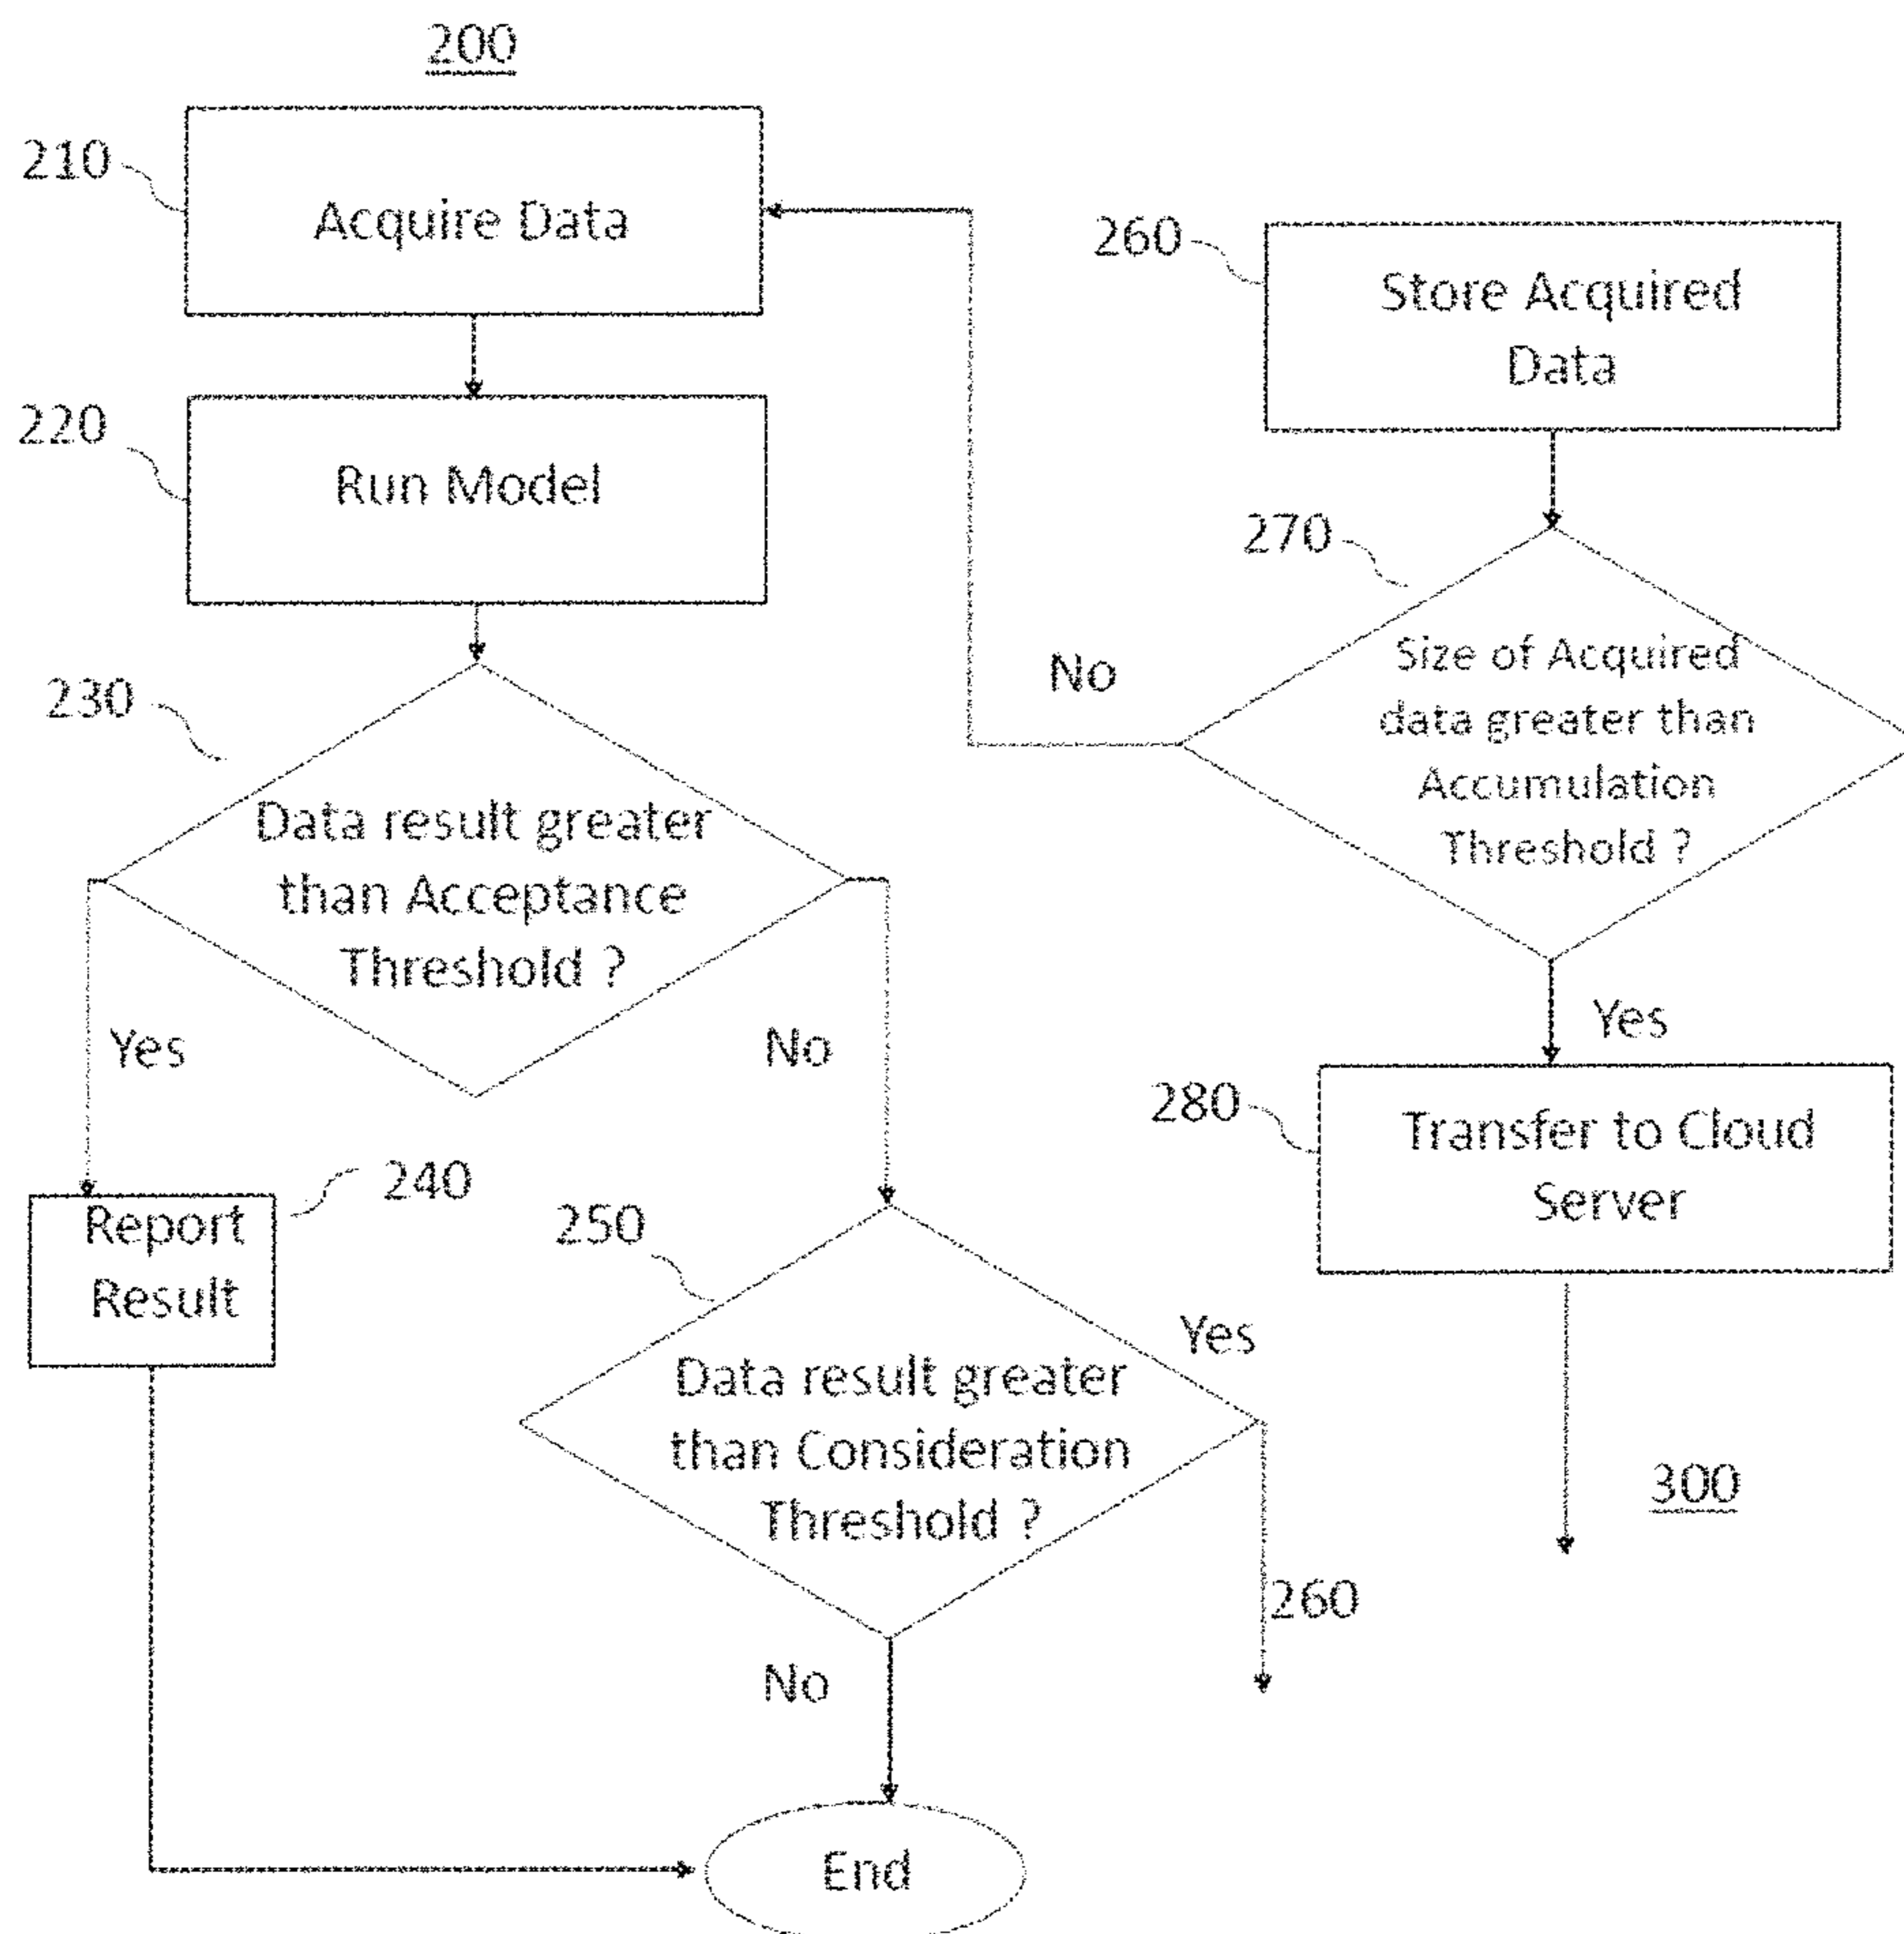 200
210
Acquire Data
220
Run Model
230
Data result greater
than Acceptance
Threshold ?
Yes
No
240
Report
Result
250
Data result greater
than Consideration
Threshold ?
Yes
260
No
End
260
Store Acquired
Data
270
Size of Acquired
data greater than
Accumulation
Threshold ?
No
Yes
280
Transfer to Cloud
Server
300